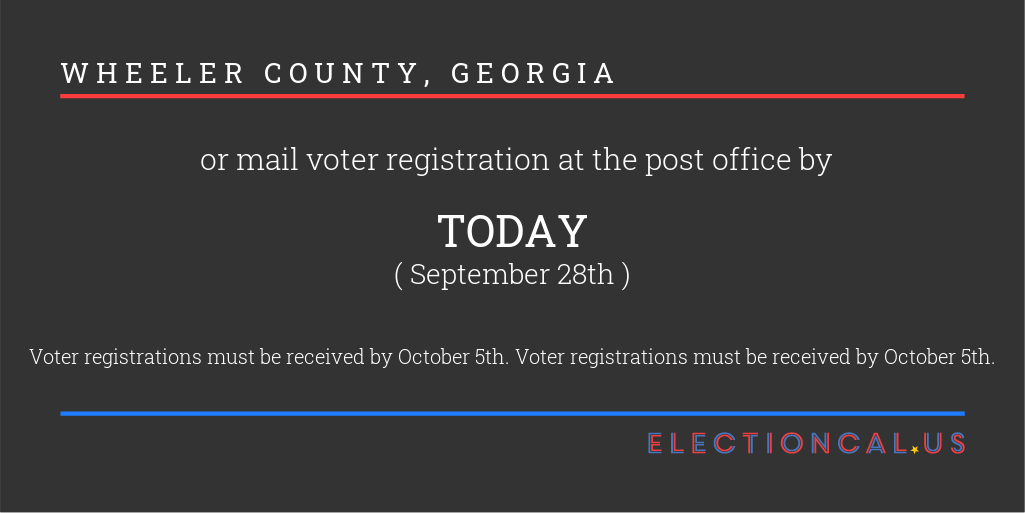 WHEELER COUNTY, GEORGIA
or mail voter registration at the post office by
TODAY
( September 28th )
Voter registrations must be received by October 5th. Voter registrations must be received by October 5th.
ELECTIONCAL.US